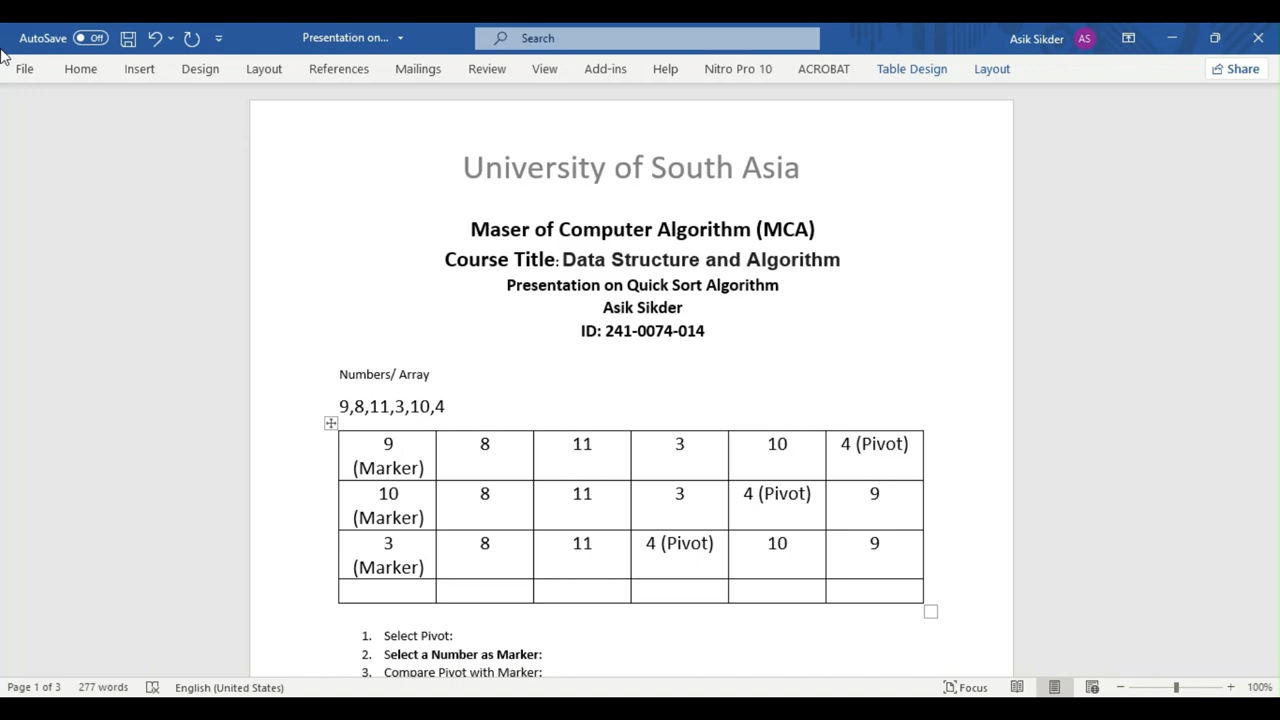 AutoSave Off Presentation on... Search Asik Sikder AS
File Home Insert Design Layout References Mailings Review View Add-ins Help Nitro Pro 10 ACROBAT Table Design Layout Share
University of South Asia
Maser of Computer Algorithm (MCA)
Course Title: Data Structure and Algorithm
Presentation on Quick Sort Algorithm
Asik Sikder
ID: 241-0074-014
Numbers/ Array
9,8,11,3,10,4
9 8 11 3 10 4 (Pivot)
(Marker)
10 8 11 3 4 (Pivot) 9
(Marker)
3 8 11 4 (Pivot) 10 9
(Marker)
1. Select Pivot:
2. Select a Number as Marker:
3. Compare Pivot with Marker:
Page 1 of 3 277 words English (United States) Focus 100%